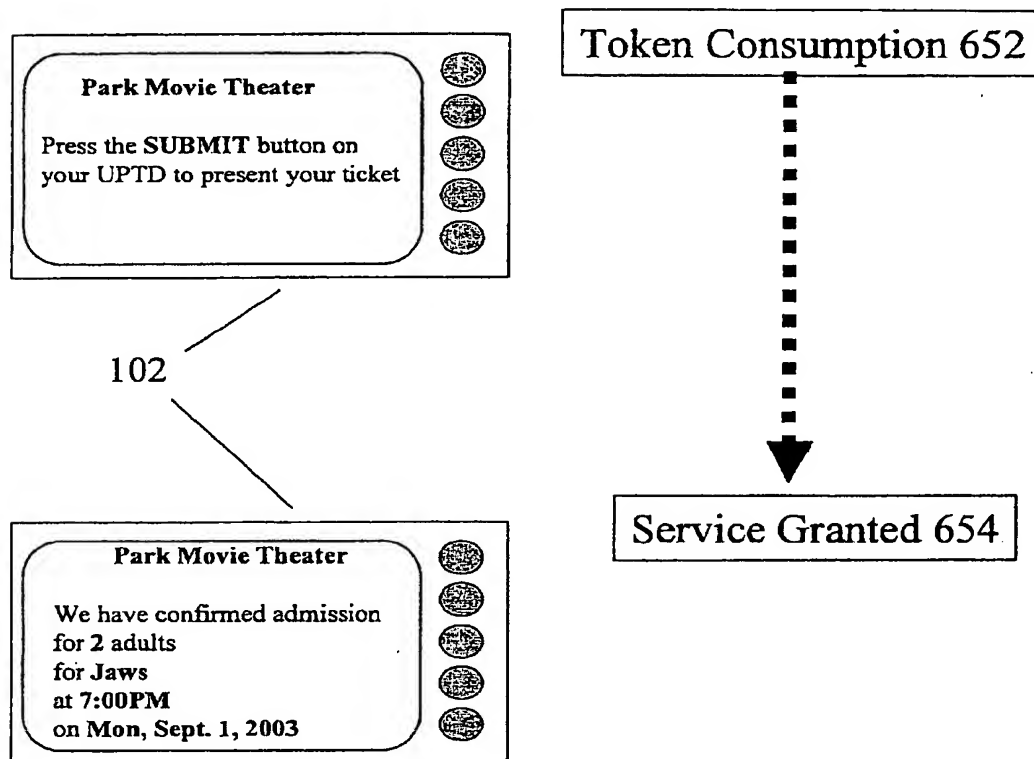 Park Movie Theater
Press the SUBMIT button on
your UPTD to present your ticket
Token Consumption 652
102
Park Movie Theater
We have confirmed admission
for 2 adults
for Jaws
at 7:00PM
on Mon, Sept. 1, 2003
Service Granted 654